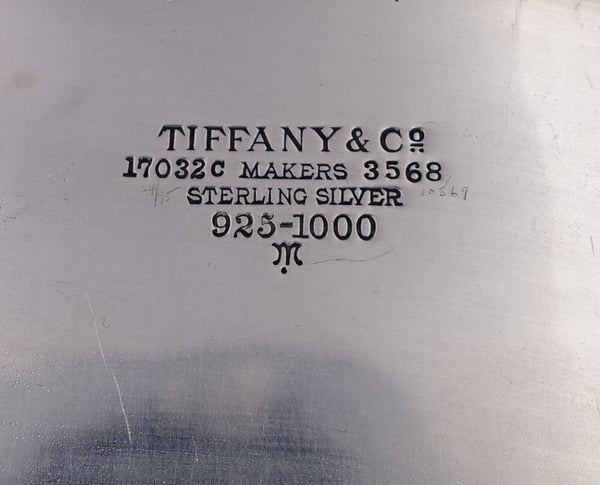 TIFFANY & Cº
17032C MAKERS 3568
STERLING SILVER
925-1000
M